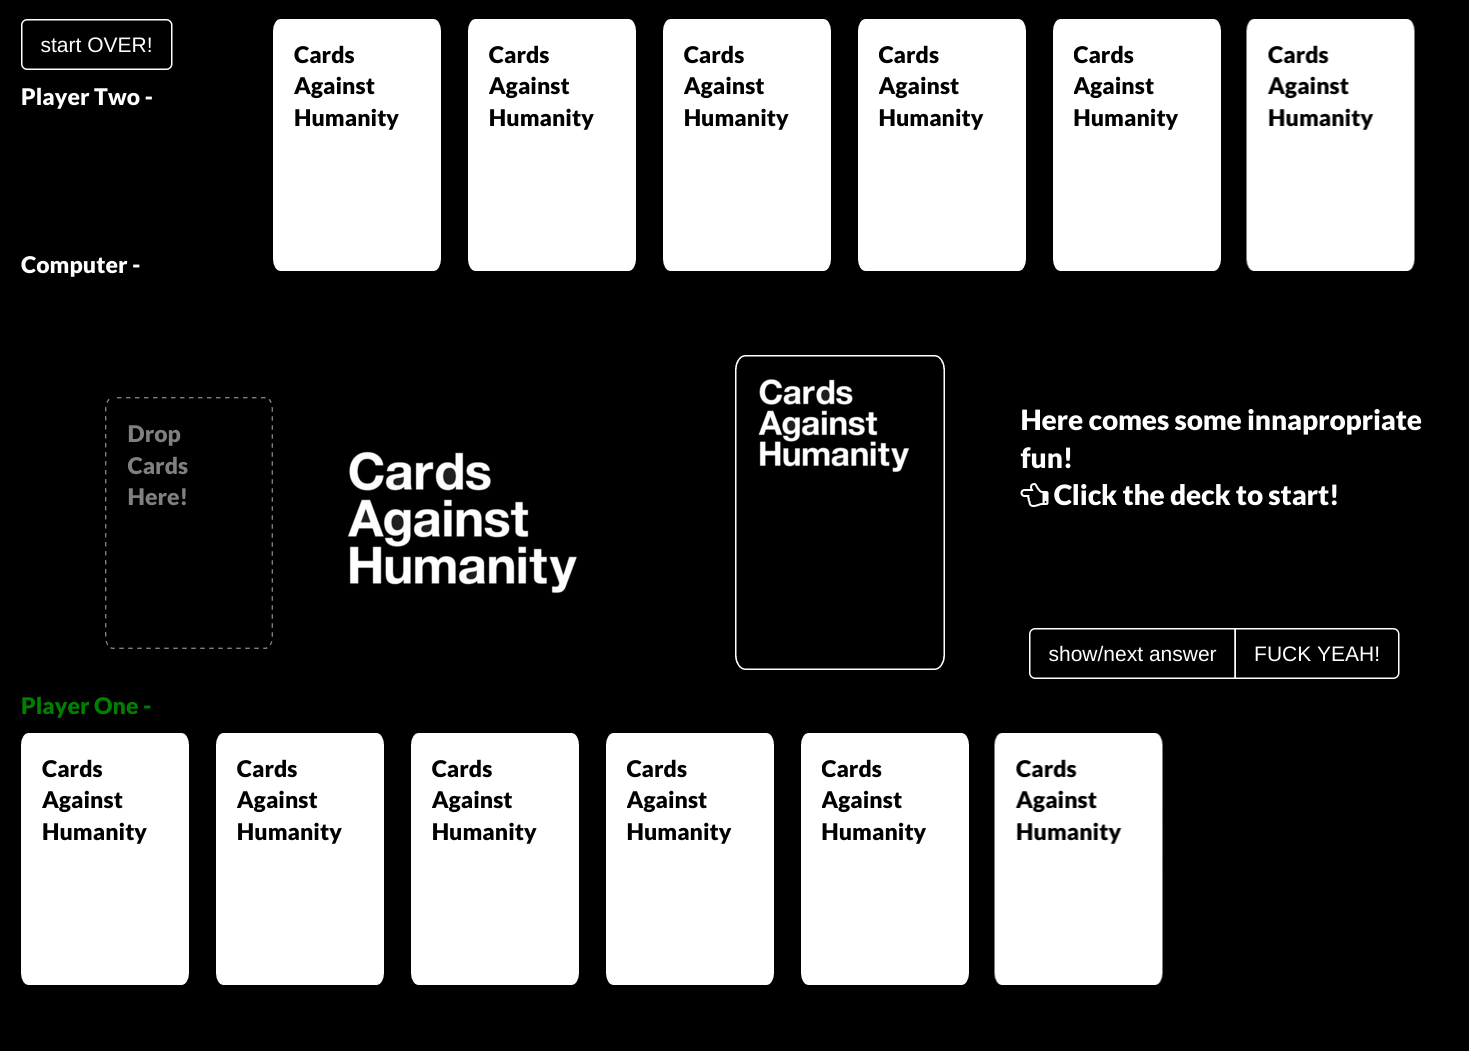 start OVER!
Player Two -
Computer -
Cards
Against
Humanity
Cards
Against
Humanity
Cards
Against
Humanity
Cards
Against
Humanity
Cards
Against
Humanity
Cards
Against
Humanity
Drop
Cards
Here!
Cards
Against
Humanity
Cards
Against
Humanity
Here comes some innapropriate
fun!
Click the deck to start!
show/next answer
FUCK YEAH!
Player One -
Cards
Against
Humanity
Cards
Against
Humanity
Cards
Against
Humanity
Cards
Against
Humanity
Cards
Against
Humanity
Cards
Against
Humanity